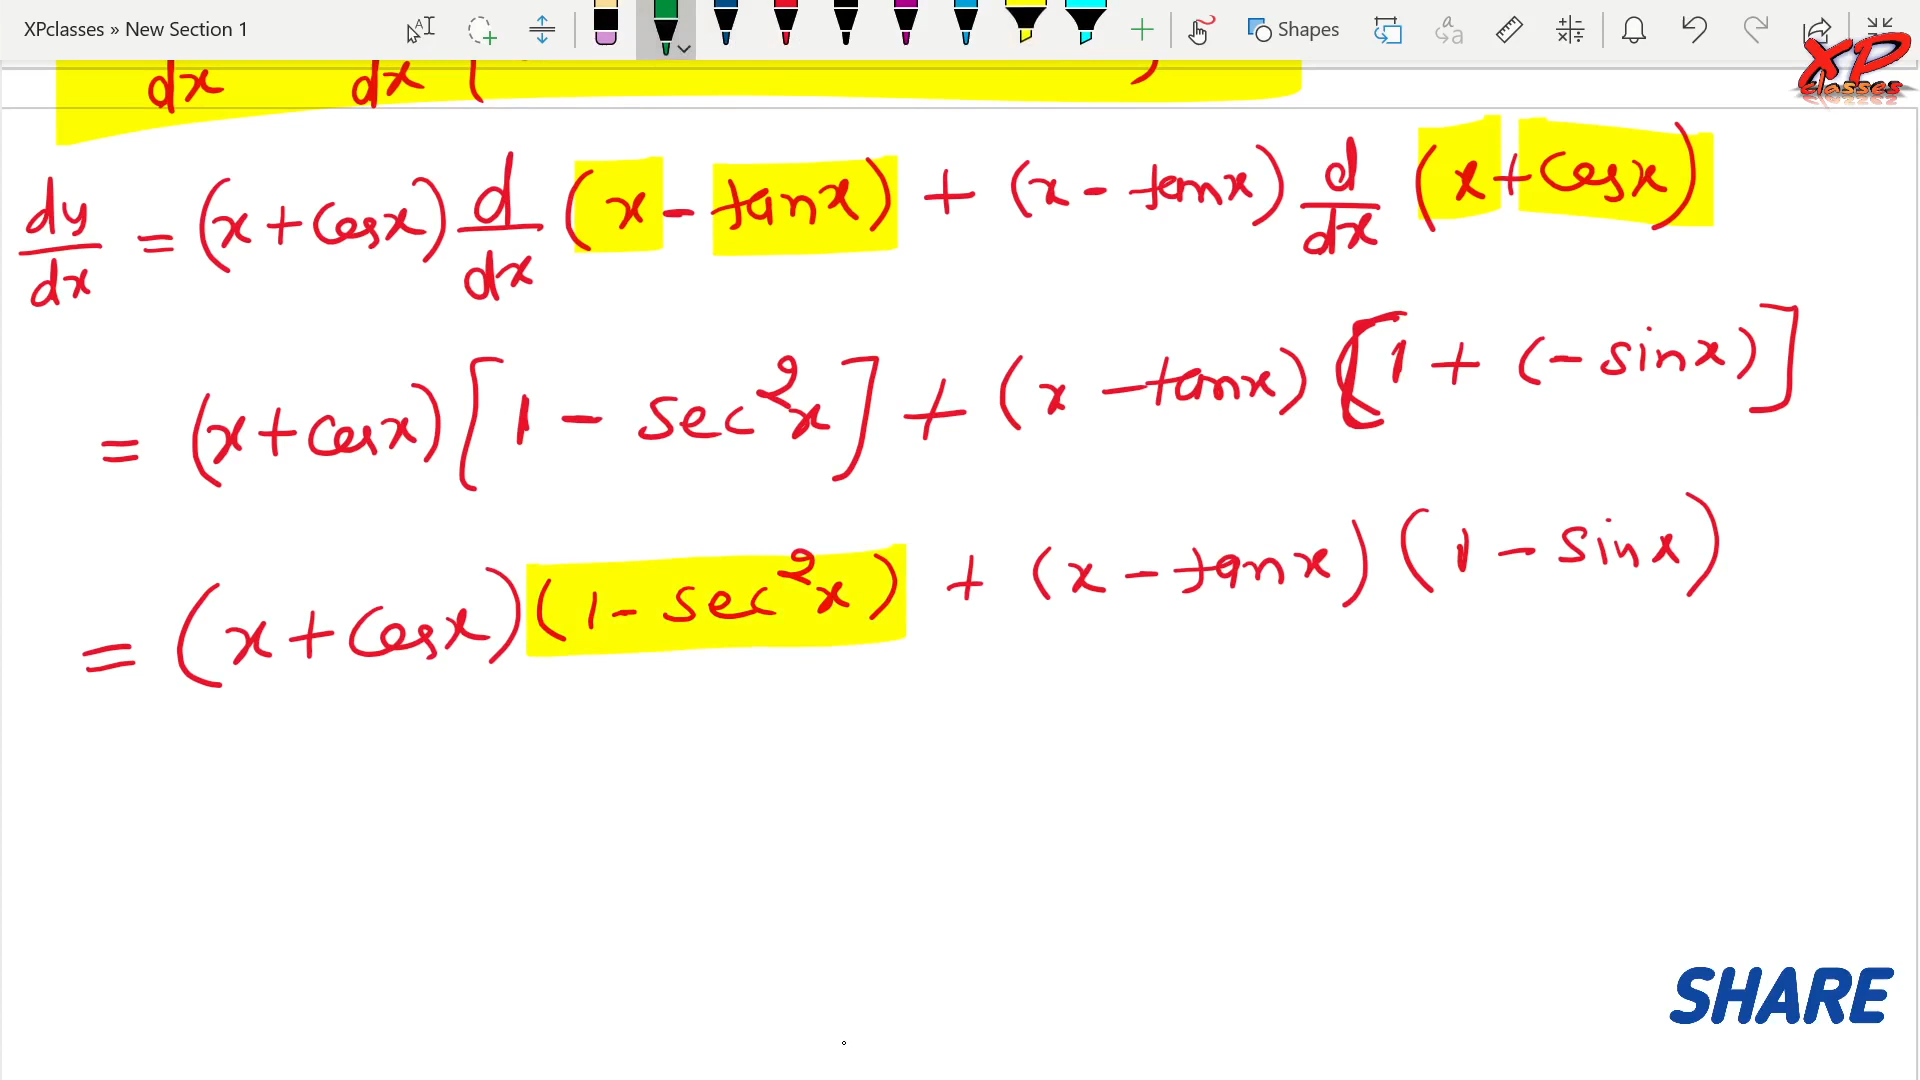 XPclasses » New Section 1
Shapes
XP
classes
dx dx (
dy/dx = (x + cosx) d/dx (x - tanx) + (x - tanx) d/dx (x + cosx)
= (x + cosx) [1 - sec²x] + (x - tanx) [1 + (-sinx)]
= (x + cosx) (1 - sec²x) + (x - tanx) (1 - sinx)
SHARE